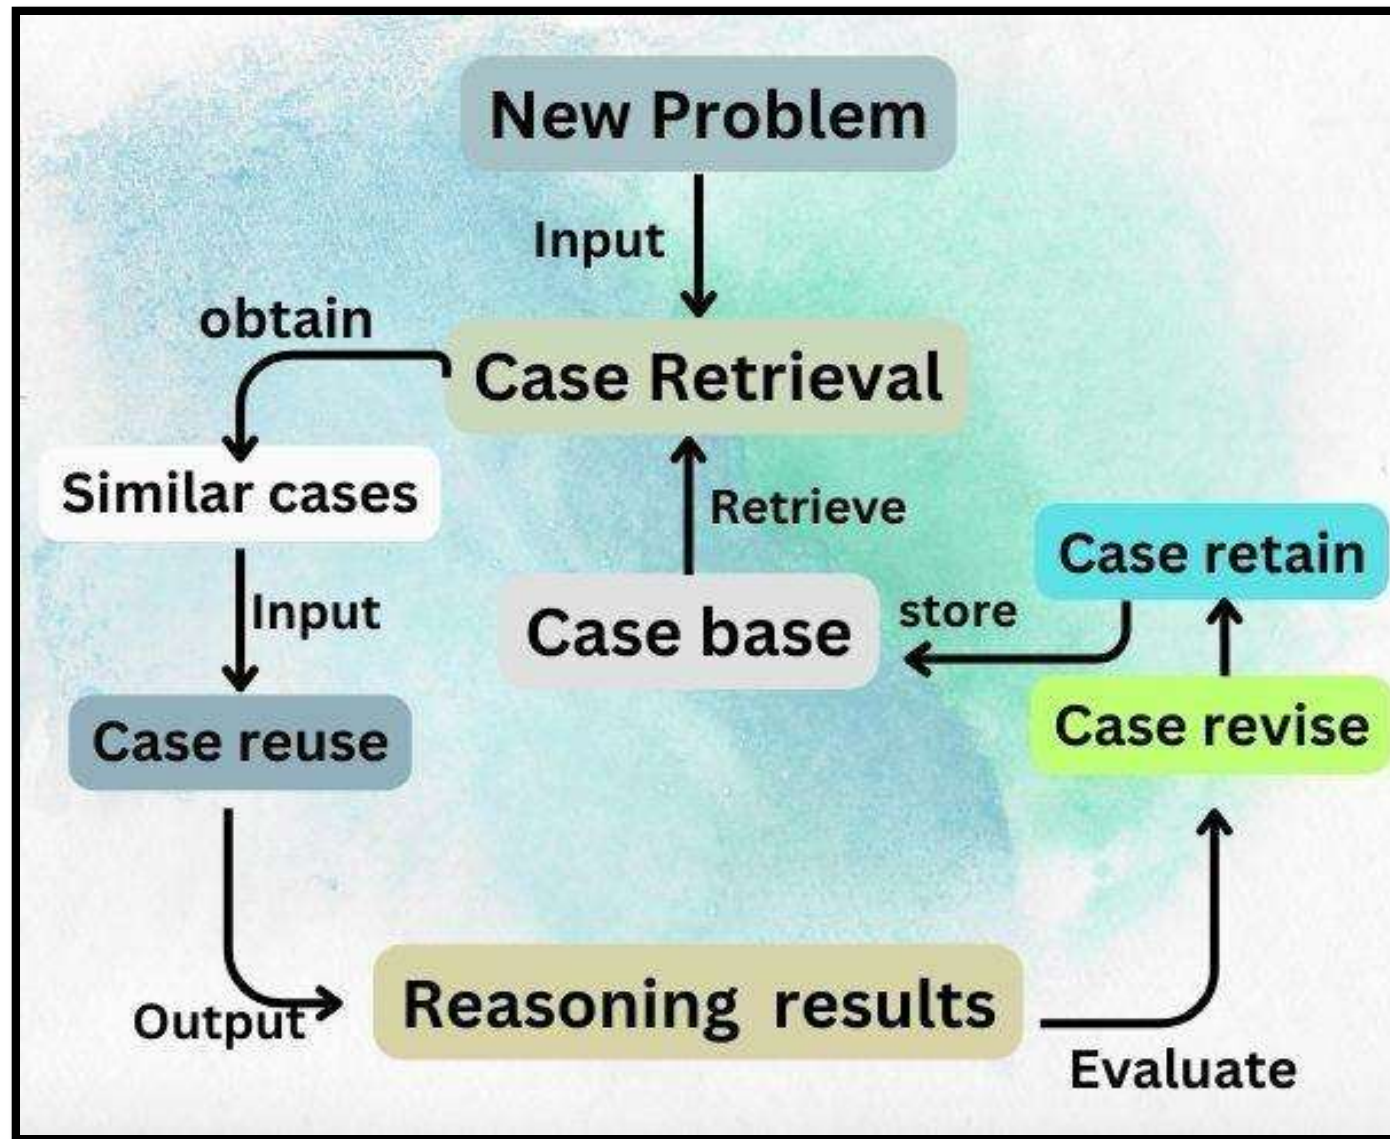 New Problem
Input
obtain
Case Retrieval
Similar cases
Retrieve
Case retain
Input
Case base
store
Case reuse
Case revise
Reasoning results
Output
Evaluate